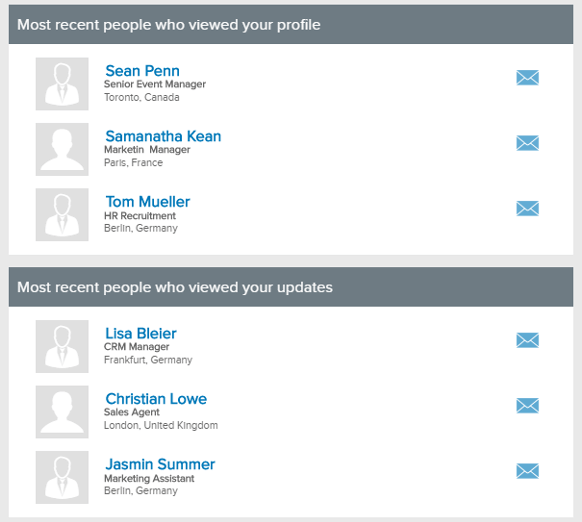 Most recent people who viewed your profile
Sean Penn
Senior Event Manager
Toronto, Canada
Samanatha Kean
Marketin  Manager
Paris, France
Tom Mueller
HR Recruitment
Berlin, Germany
Most recent people who viewed your updates
Lisa Bleier
CRM Manager
Frankfurt, Germany
Christian Lowe
Sales Agent
London, United Kingdom
Jasmin Summer
Marketing Assistant
Berlin, Germany